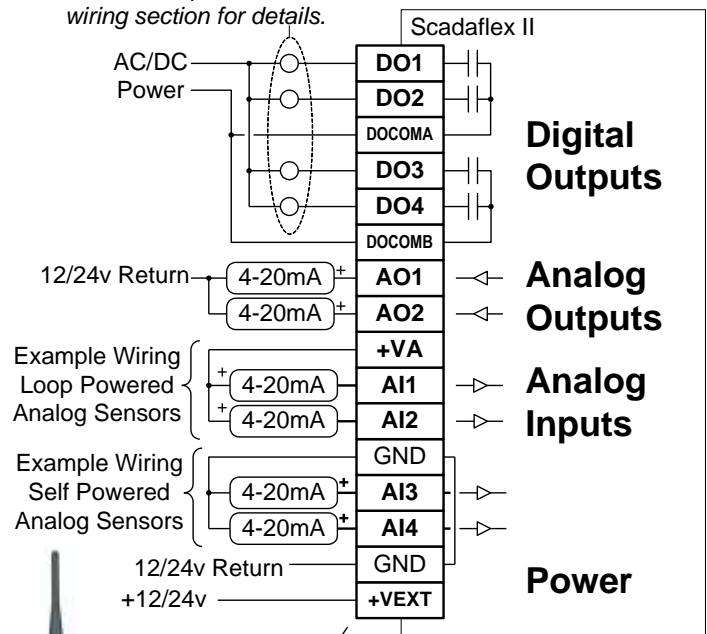 wiring section for details.
Scadaflex II
AC/DC
Power
DO1
DO2
DOCOMA
DO3
DO4
DOCOMB
Digital
Outputs
12/24v Return
4-20mA +
4-20mA +
AO1
AO2
Analog
Outputs
Example Wiring
Loop Powered
Analog Sensors
+ 4-20mA
+ 4-20mA
+VA
AI1
AI2
Analog
Inputs
Example Wiring
Self Powered
Analog Sensors
4-20mA +
4-20mA +
GND
AI3
AI4
12/24v Return
GND
+12/24v
+VEXT
Power